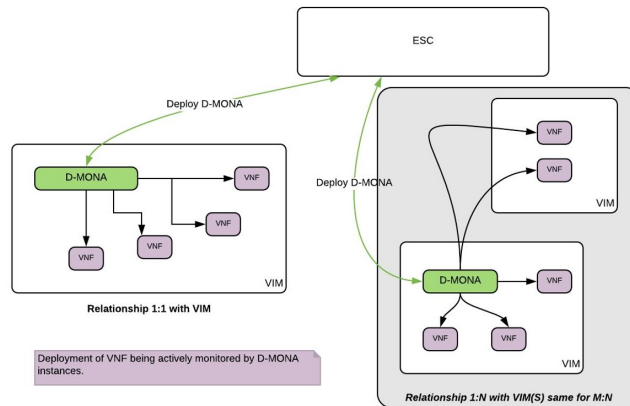 ESC
Deploy D-MONA
VNF
D-MONA
VNF
VNF
Deploy D-MONA
VIM
VNF
VNF
VNF
D-MONA
VNF
VIM
VNF
VNF
Relationship 1:1 with VIM
Deployment of VNF being actively monitored by D-MONA
instances.
VIM
Relationship 1:N with VIM(S) same for M:N